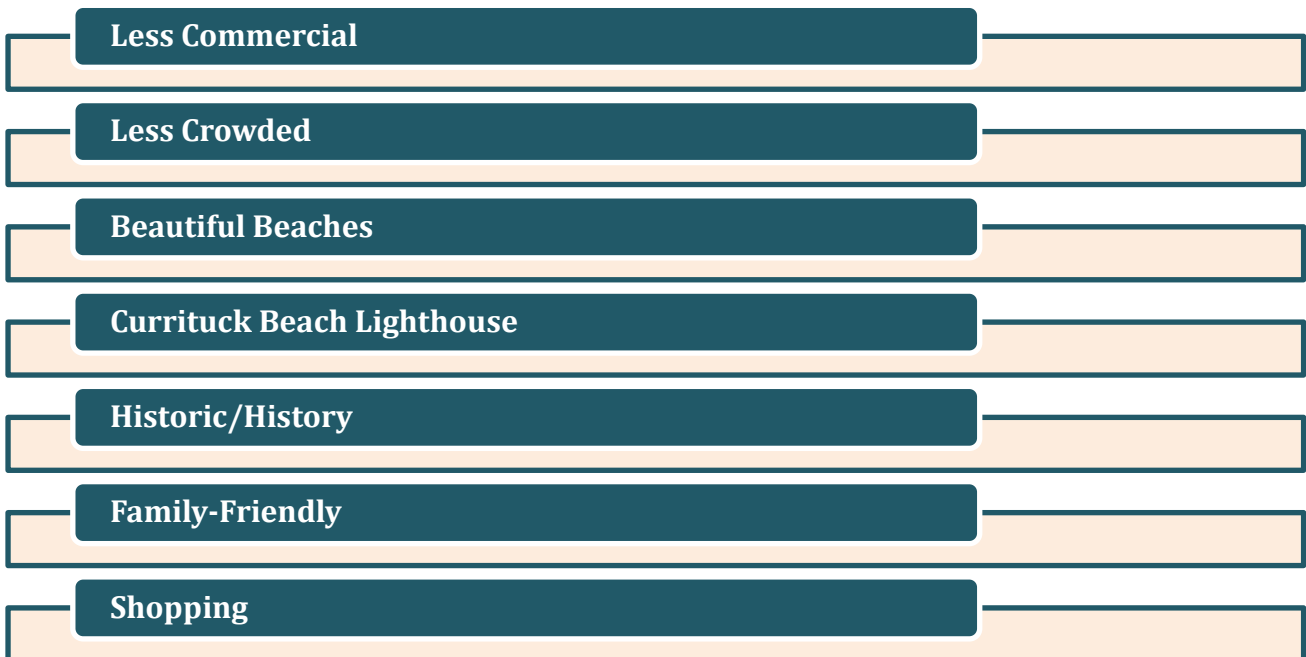 Less Commercial
Less Crowded
Beautiful Beaches
Currituck Beach Lighthouse
Historic/History
Family-Friendly
Shopping